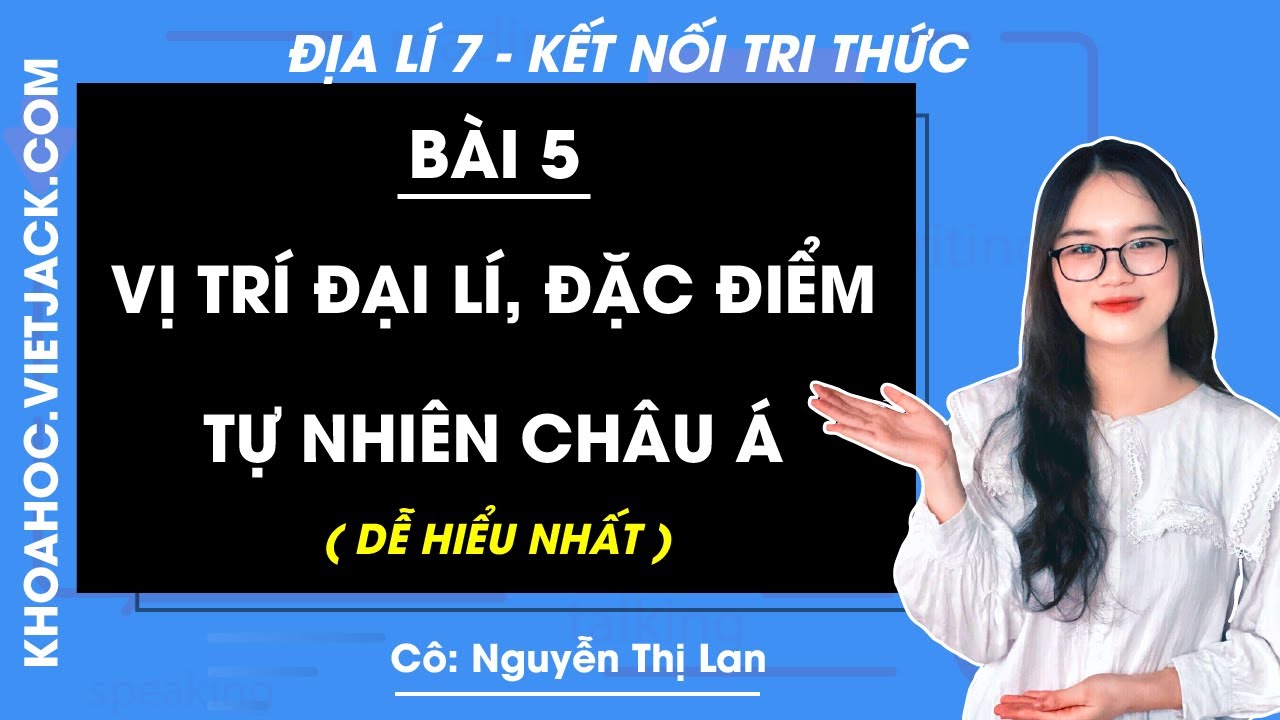 ĐỊA LÍ 7 - KẾT NỐI TRI THỨC
KHOAHOC.VIETJACK.COM
BÀI 5
VỊ TRÍ ĐẠI LÍ, ĐẶC ĐIỂM
TỰ NHIÊN CHÂU Á
( DỄ HIỂU NHẤT )
Cô: Nguyễn Thị Lan
talking
speaking